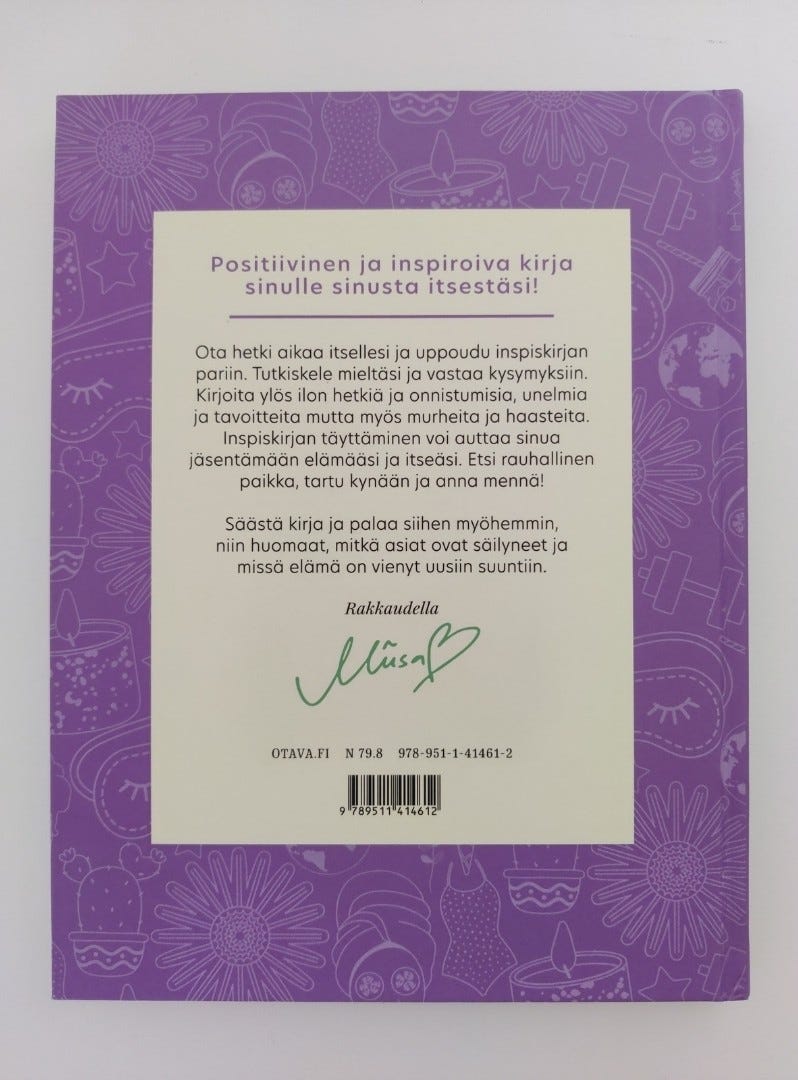 Positiivinen ja inspiroiva kirja
sinulle sinusta itsestäsi!
Ota hetki aikaa itsellesi ja uppoudu inspiskirjan
pariin. Tutkiskele mieltäsi ja vastaa kysymyksiin.
Kirjoita ylös ilon hetkiä ja onnistumisia, unelmia
ja tavoitteita mutta myös murheita ja haasteita.
Inspiskirjan täyttäminen voi auttaa sinua
jäsentämään elämääsi ja itseäsi. Etsi rauhallinen
paikka, tartu kynään ja anna mennä!
Säästä kirja ja palaa siihen myöhemmin,
niin huomaat, mitkä asiat ovat säilyneet ja
missä elämä on vienyt uusiin suuntiin.
Rakkaudella
Miisa
OTAVA.FI N 79.8 978-951-1-41461-2
9 789511 414612